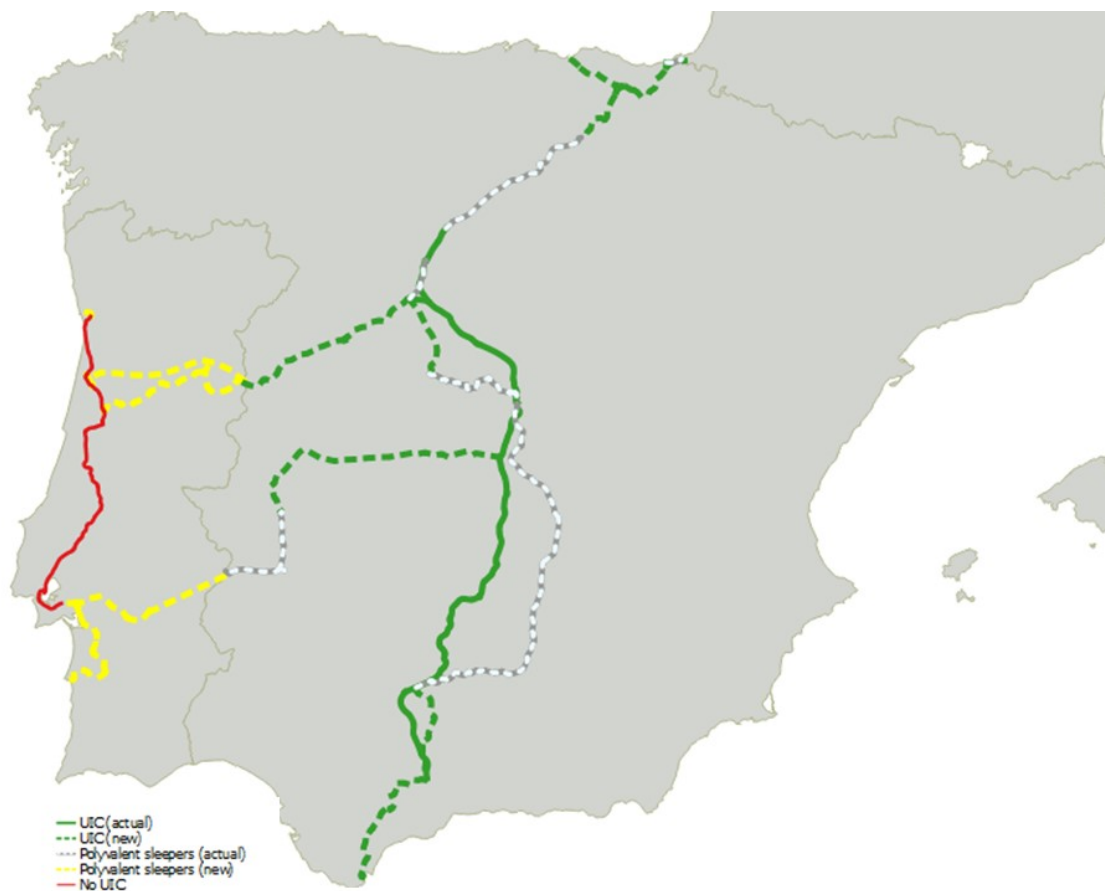 UIC (actual)
UIC (new)
Polyvalent sleepers (actual)
Polyvalent sleepers (new)
No UIC